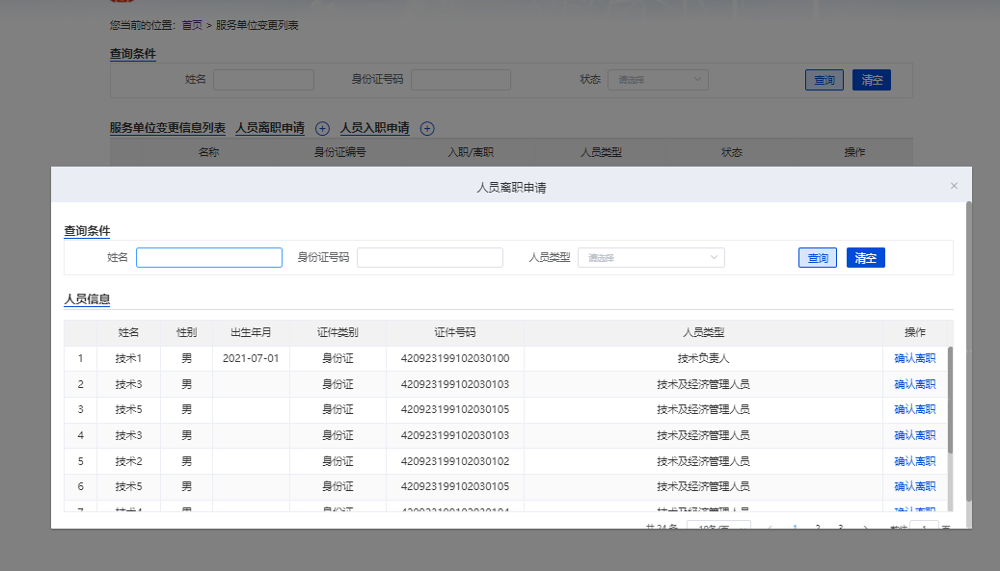 您当前的位置: 首页 > 服务单位变更列表
查询条件
姓名 身份证号码 状态 请选择 查询 清空
服务单位变更信息列表 人员离职申请 人员入职申请
名称 身份证编号 入职/离职 人员类型 状态 操作
人员离职申请
查询条件
姓名 身份证号码 人员类型 请选择 查询 清空
人员信息
姓名 性别 出生年月 证件类别 证件号码 人员类型 操作
1 技术1 男 2021-07-01 身份证 420923199102030100 技术负责人 确认离职
2 技术3 男 身份证 420923199102030103 技术及经济管理人员 确认离职
3 技术5 男 身份证 420923199102030105 技术及经济管理人员 确认离职
4 技术3 男 身份证 420923199102030103 技术及经济管理人员 确认离职
5 技术2 男 身份证 420923199102030102 技术及经济管理人员 确认离职
6 技术5 男 身份证 420923199102030105 技术及经济管理人员 确认离职
7 技术4 男 身份证 420923199102030104 技术及经济管理人员 确认离职
共 24 条 10条/页 1 2 3 前往 1 页